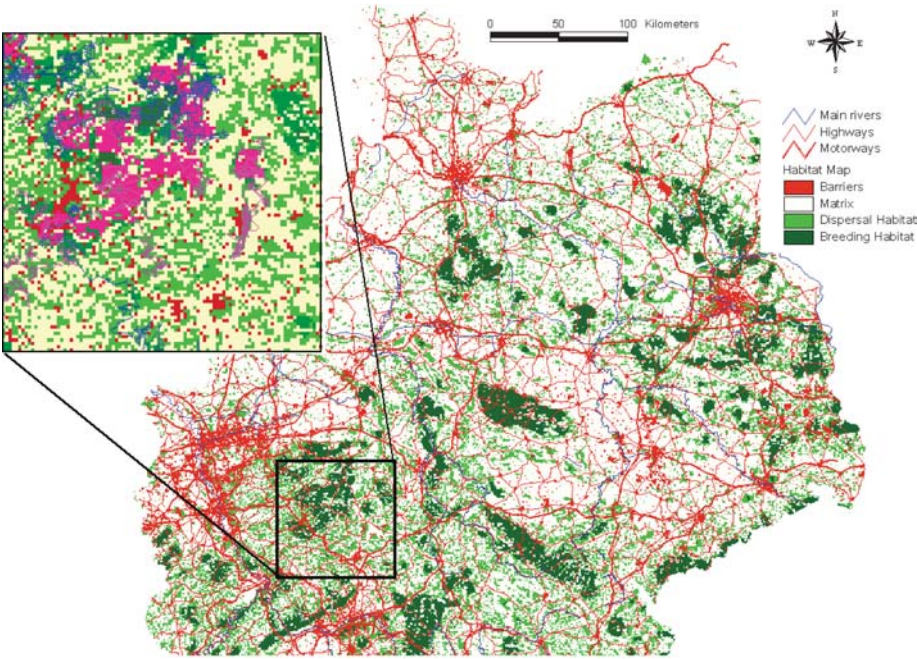 0 50 100 Kilometers
N
W E
S
Main rivers
Highways
Motorways
Habitat Map
Barriers
Matrix
Dispersal Habitat
Breeding Habitat